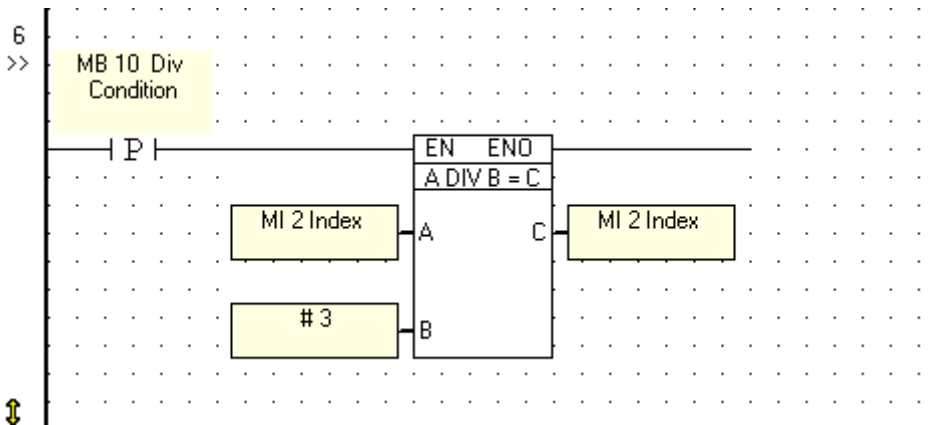 6
>>
MB 10 Div
Condition
P
EN ENO
A DIV B = C
MI 2 Index
A
C
MI 2 Index
# 3
B